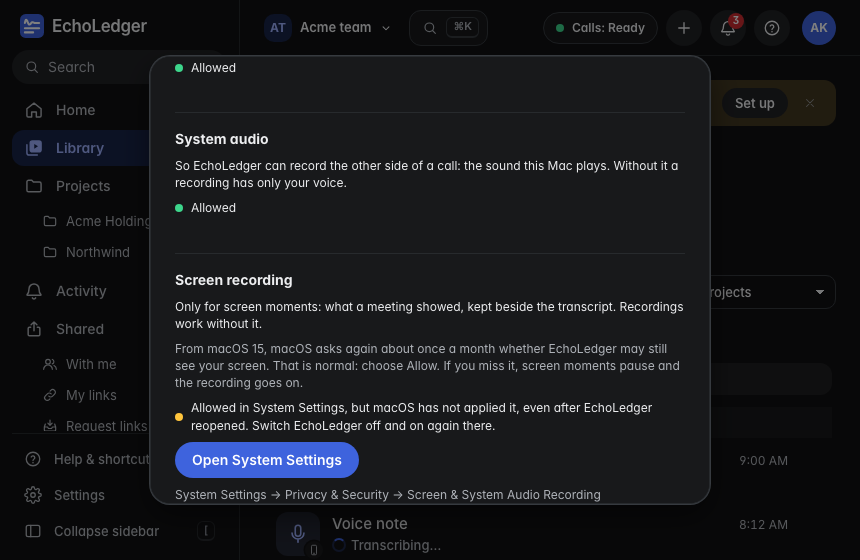 EchoLedger
AT Acme team
⌘K
Calls: Ready
3
AK
Search
Home
Library
Projects
Acme Holding
Northwind
Activity
Shared
With me
My links
Request links
Help & shortcut
Settings
Collapse sidebar
[
Set up
rojects
9:00 AM
Voice note
8:12 AM
Transcribing...
Allowed
System audio
So EchoLedger can record the other side of a call: the sound this Mac plays. Without it a
recording has only your voice.
Allowed
Screen recording
Only for screen moments: what a meeting showed, kept beside the transcript. Recordings
work without it.
From macOS 15, macOS asks again about once a month whether EchoLedger may still
see your screen. That is normal: choose Allow. If you miss it, screen moments pause and
the recording goes on.
Allowed in System Settings, but macOS has not applied it, even after EchoLedger
reopened. Switch EchoLedger off and on again there.
Open System Settings
System Settings → Privacy & Security → Screen & System Audio Recording